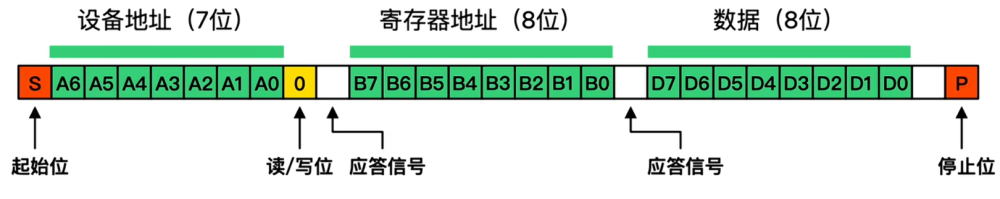 设备地址（7位） 寄存器地址（8位） 数据（8位）
S A6 A5 A4 A3 A2 A1 A0 0 B7 B6 B5 B4 B3 B2 B1 B0 D7 D6 D5 D4 D3 D2 D1 D0 P
起始位 读/写位 应答信号 应答信号 停止位